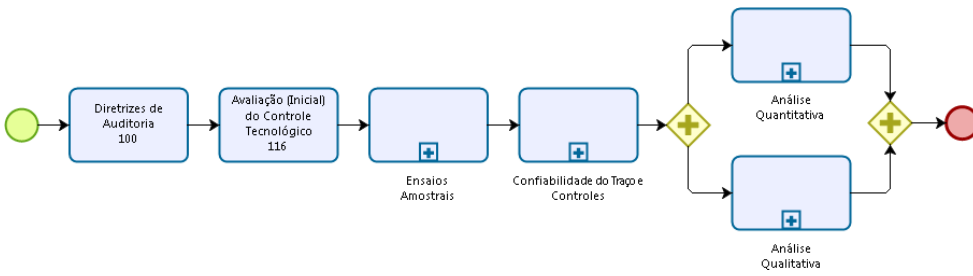 Diretrizes de
Auditoria
100
Avaliação (Inicial)
do Controle
Tecnológico
116
Ensaios
Amostrais
Confiabilidade do Traço e
Controles
Análise
Quantitativa
Análise
Qualitativa